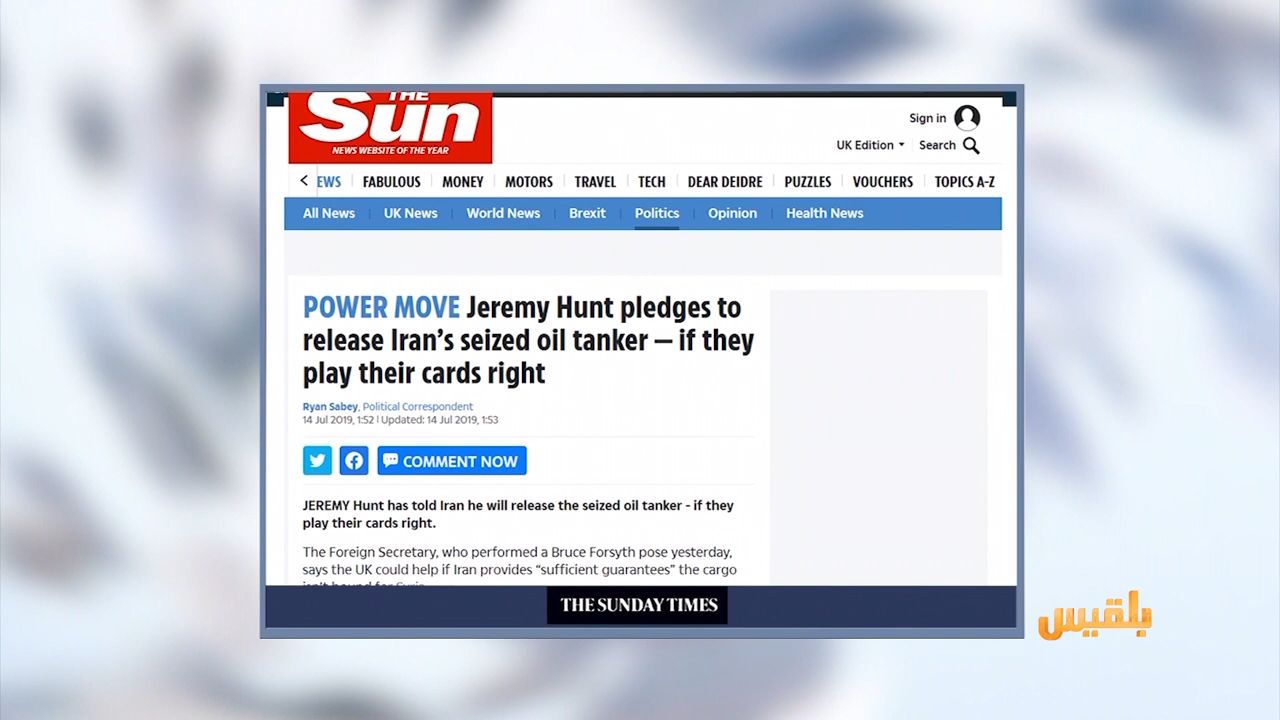 THE
Sun
NEWS WEBSITE OF THE YEAR
Sign in
UK Edition
Search
EWS FABULOUS MONEY MOTORS TRAVEL TECH DEAR DEIDRE PUZZLES VOUCHERS TOPICS A-Z
All News UK News World News Brexit Politics Opinion Health News
POWER MOVE Jeremy Hunt pledges to
release Iran's seized oil tanker — if they
play their cards right
Ryan Sabey, Political Correspondent
14 Jul 2019, 1:52 | Updated: 14 Jul 2019, 1:53
COMMENT NOW
JEREMY Hunt has told Iran he will release the seized oil tanker - if they
play their cards right.
The Foreign Secretary, who performed a Bruce Forsyth pose yesterday,
says the UK could help if Iran provides “sufficient guarantees” the cargo
isn't bound for Syria
THE SUNDAY TIMES
بلقيس